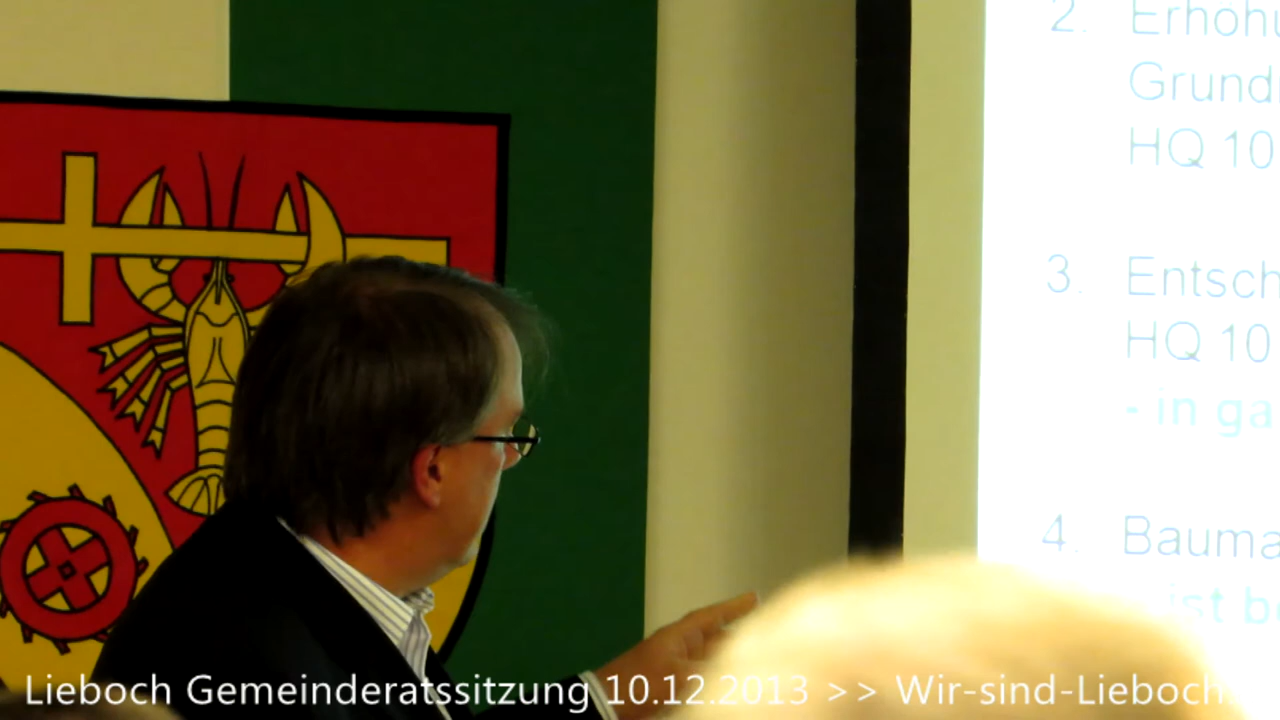 2. Erhöhu
Grund
HQ 10
3. Entsch
HQ 10
- in ga
4. Bauma
ist b
Lieboch Gemeinderatssitzung 10.12.2013 >> Wir-sind-Lieboch.